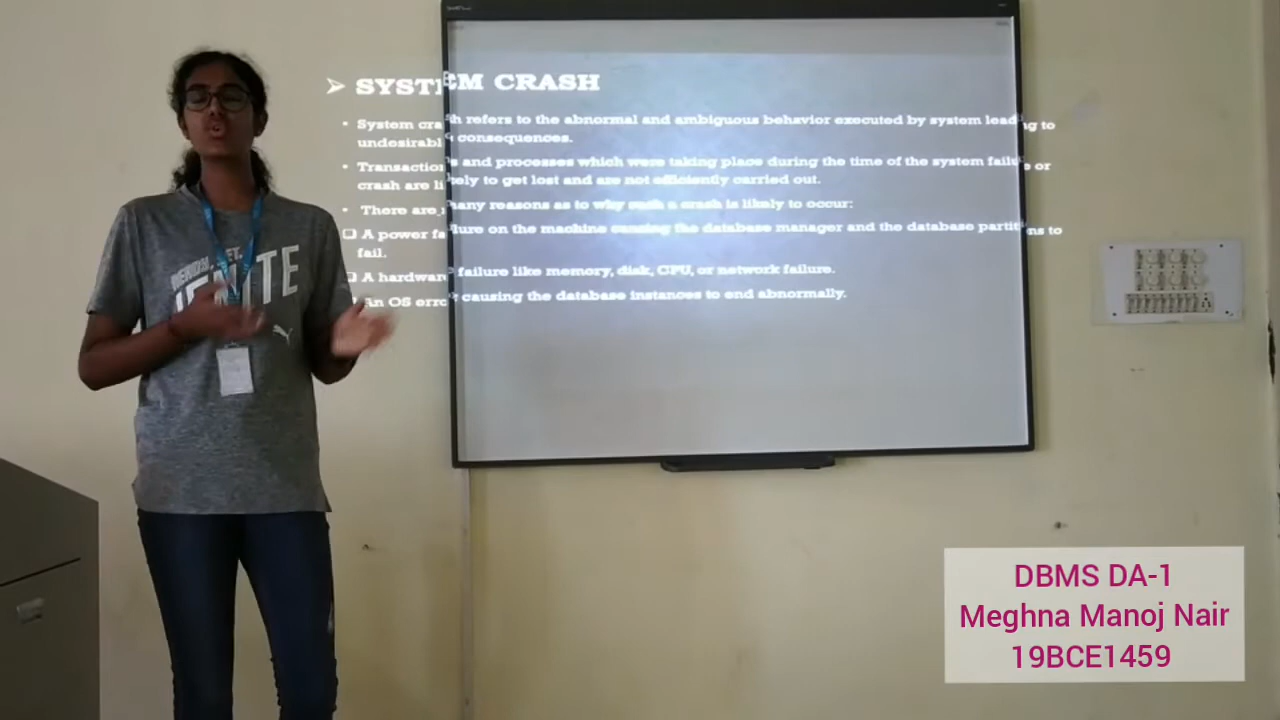 ➤ SYSTEM CRASH
• System crash refers to the abnormal and ambiguous behavior executed by system leading to
undesirable consequences.
• Transactions and processes which were taking place during the time of the system failure or
crash are likely to get lost and are not efficiently carried out.
• There are many reasons as to why such a crash is likely to occur:
❑ A power failure on the machine causing the database manager and the database partitions to
fail.
❑ A hardware failure like memory, disk, CPU, or network failure.
❑ An OS error causing the database instances to end abnormally.
IGNITE
DBMS DA-1
Meghna Manoj Nair
19BCE1459